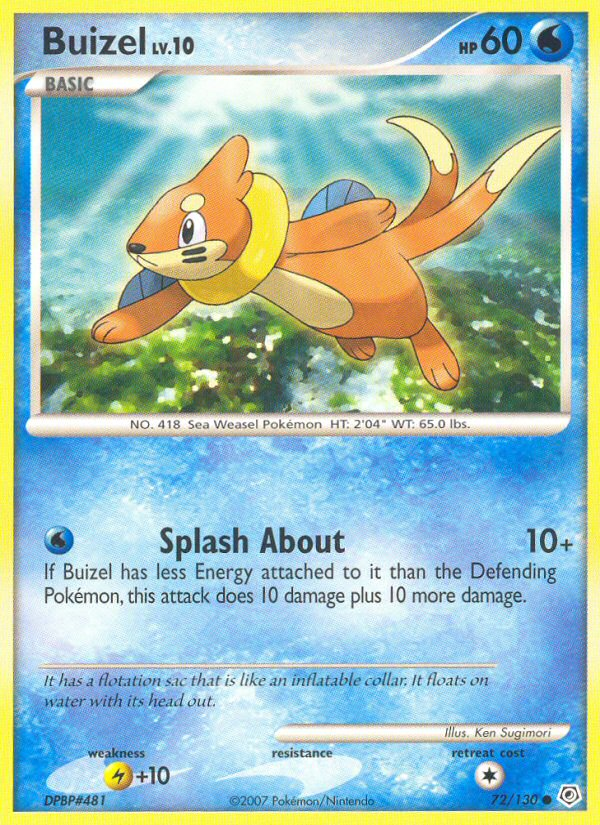 Buizel LV.10 HP 60
BASIC
NO. 418 Sea Weasel Pokémon HT: 2'04" WT: 65.0 lbs.
Splash About 10+
If Buizel has less Energy attached to it than the Defending
Pokémon, this attack does 10 damage plus 10 more damage.
It has a flotation sac that is like an inflatable collar. It floats on
water with its head out.
Illus. Ken Sugimori
weakness resistance retreat cost
+10
DPBP#481 ©2007 Pokémon/Nintendo 72/130